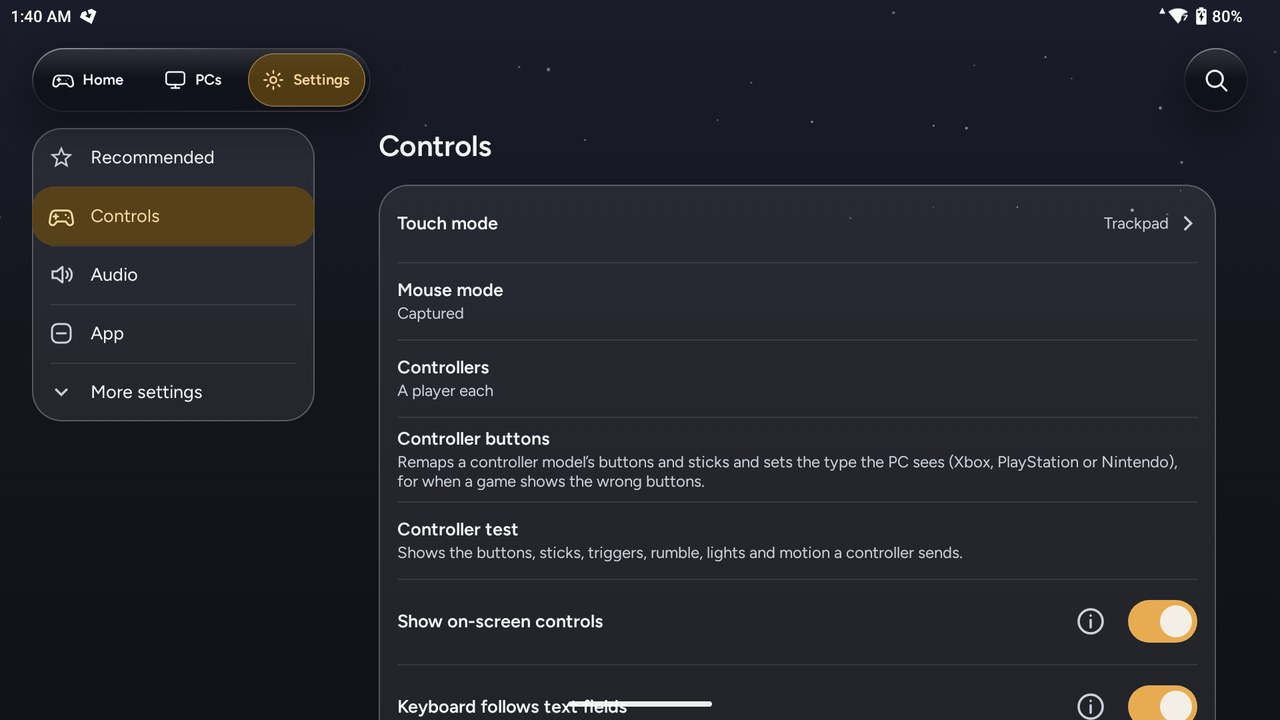 1:40 AM
80%
Home
PCs
Settings
Recommended
Controls
Audio
App
More settings
Controls
Touch mode
Trackpad
Mouse mode
Captured
Controllers
A player each
Controller buttons
Remaps a controller model's buttons and sticks and sets the type the PC sees (Xbox, PlayStation or Nintendo),
for when a game shows the wrong buttons.
Controller test
Shows the buttons, sticks, triggers, rumble, lights and motion a controller sends.
Show on-screen controls
Keyboard follows text fields